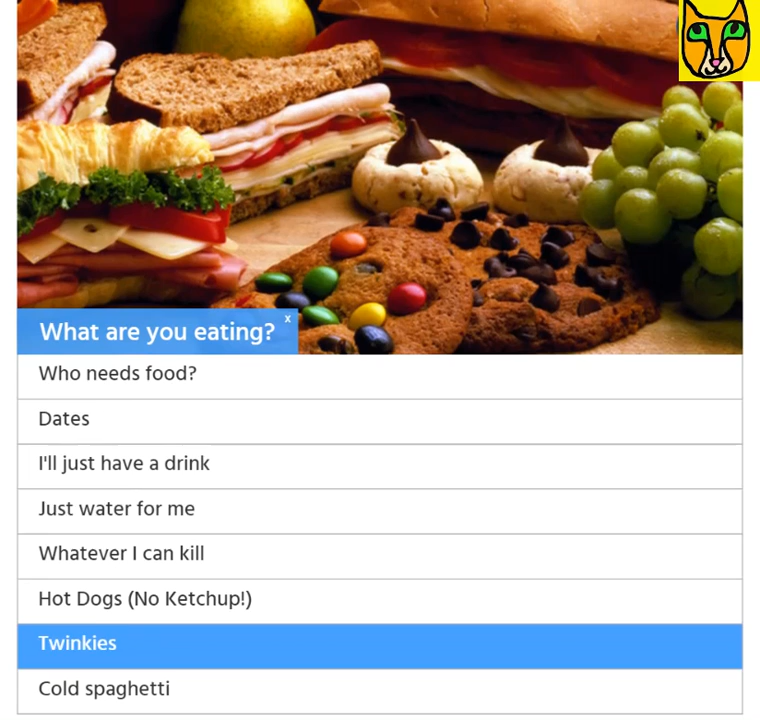 What are you eating? x
Who needs food?
Dates
I'll just have a drink
Just water for me
Whatever I can kill
Hot Dogs (No Ketchup!)
Twinkies
Cold spaghetti